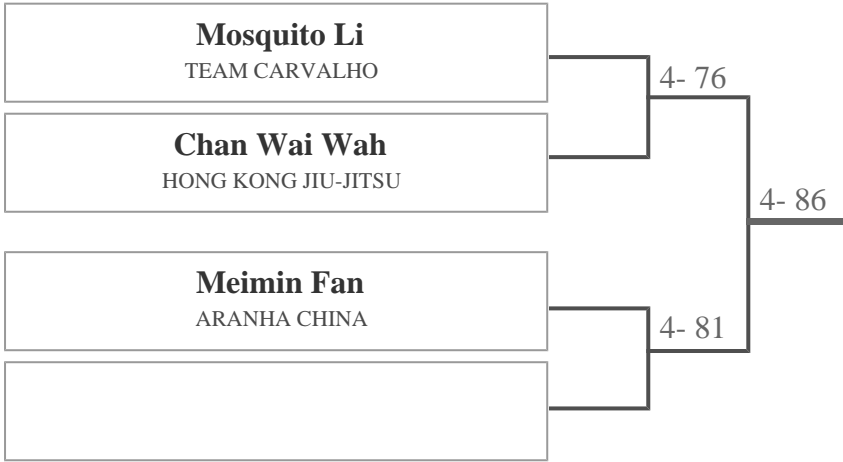 Mosquito Li
TEAM CARVALHO
4- 76
Chan Wai Wah
HONG KONG JIU-JITSU
4- 86
Meimin Fan
ARANHA CHINA
4- 81